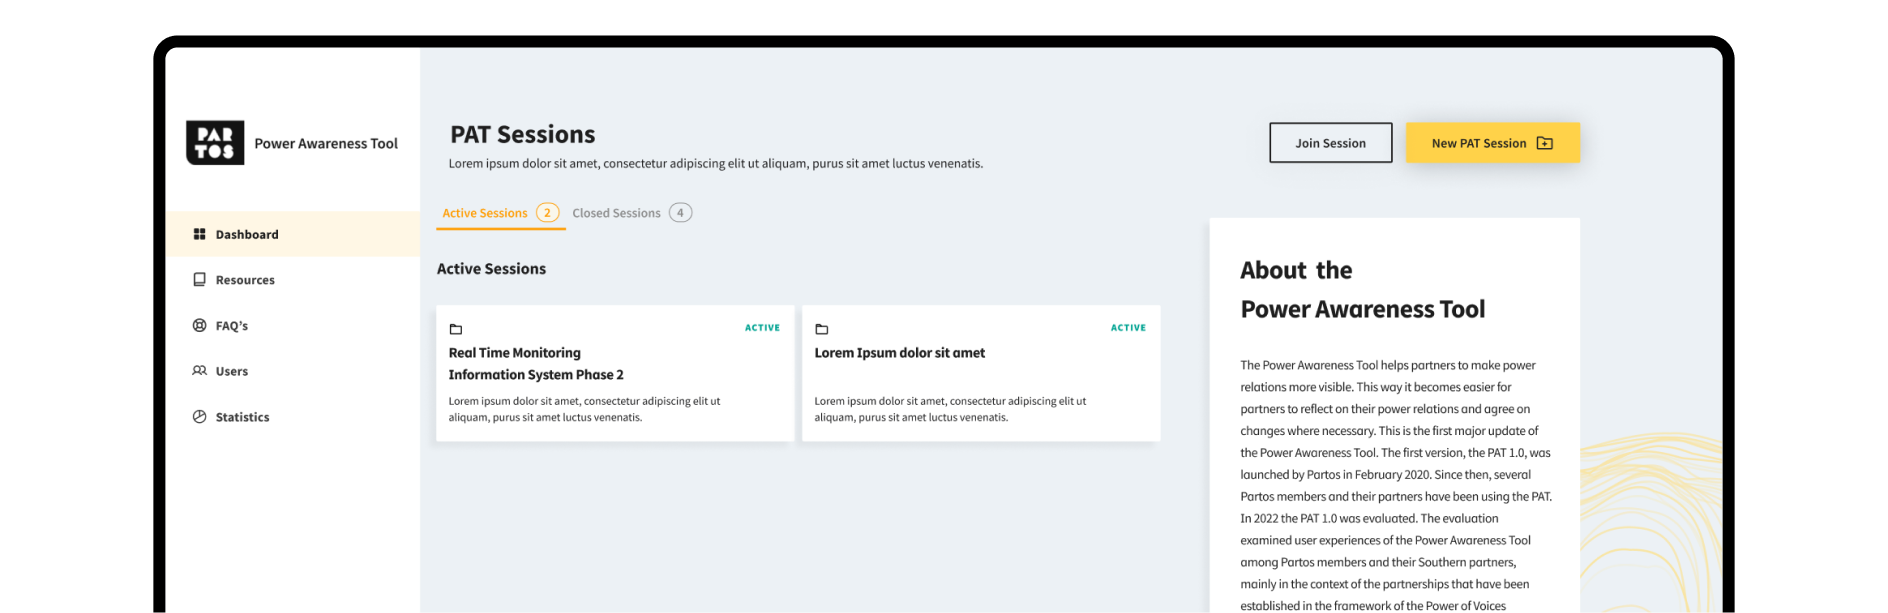 PAR
TOS
Power Awareness Tool
Dashboard
Resources
FAQ's
Users
Statistics
PAT Sessions
Lorem ipsum dolor sit amet, consectetur adipiscing elit ut aliquam, purus sit amet luctus venenatis.
Join Session
New PAT Session
Active Sessions 2
Closed Sessions 4
Active Sessions
ACTIVE
Real Time Monitoring
Information System Phase 2
Lorem ipsum dolor sit amet, consectetur adipiscing elit ut
aliquam, purus sit amet luctus venenatis.
ACTIVE
Lorem Ipsum dolor sit amet
Lorem ipsum dolor sit amet, consectetur adipiscing elit ut
aliquam, purus sit amet luctus venenatis.
About the
Power Awareness Tool
The Power Awareness Tool helps partners to make power
relations more visible. This way it becomes easier for
partners to reflect on their power relations and agree on
changes where necessary. This is the first major update of
the Power Awareness Tool. The first version, the PAT 1.0, was
launched by Partos in February 2020. Since then, several
Partos members and their partners have been using the PAT.
In 2022 the PAT 1.0 was evaluated. The evaluation
examined user experiences of the Power Awareness Tool
among Partos members and their Southern partners,
mainly in the context of the partnerships that have been
established in the framework of the Power of Voices